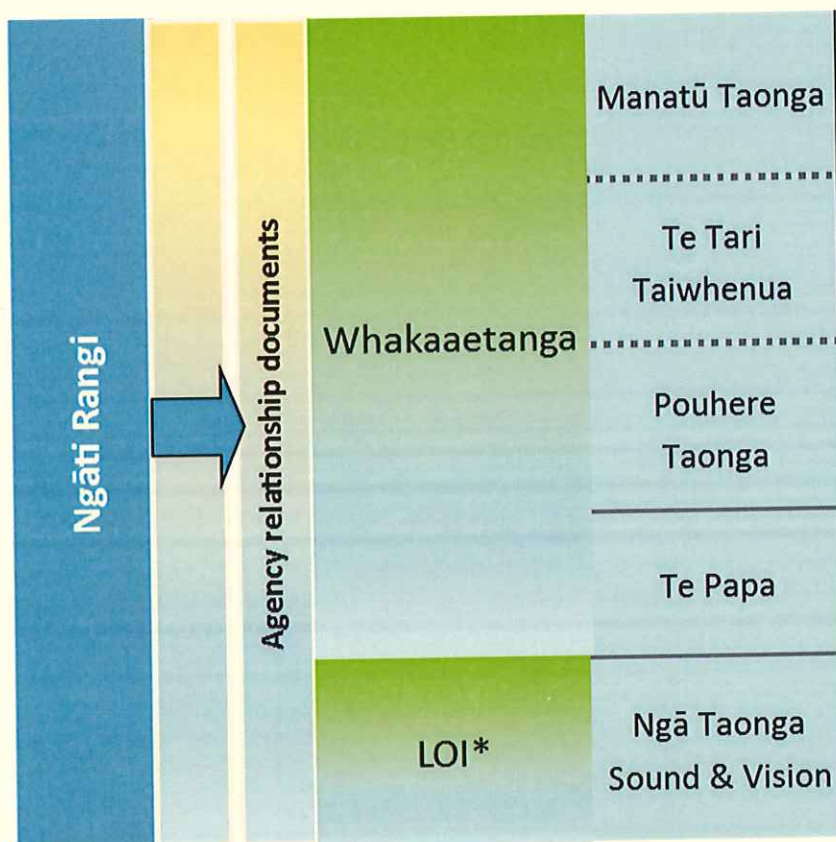 Ngāti Rangi
Agency relationship documents
Whakaaetanga
LOI*
Manatū Taonga
Te Tari
Taiwhenua
Pouhere
Taonga
Te Papa
Ngā Taonga
Sound & Vision